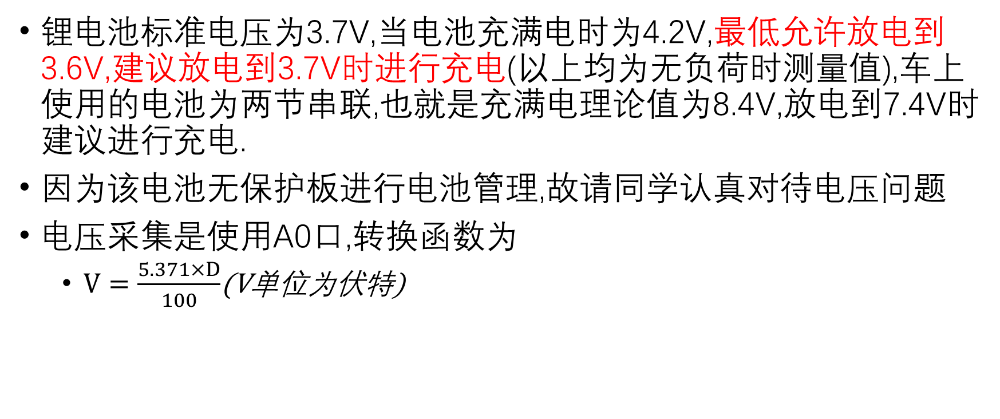 • 锂电池标准电压为3.7V,当电池充满电时为4.2V,最低允许放电到
3.6V,建议放电到3.7V时进行充电(以上均为无负荷时测量值),车上
使用的电池为两节串联,也就是充满电理论值为8.4V,放电到7.4V时
建议进行充电.
• 因为该电池无保护板进行电池管理,故请同学认真对待电压问题
• 电压采集是使用A0口,转换函数为
• V = 5.371×D/100 (V单位为伏特)